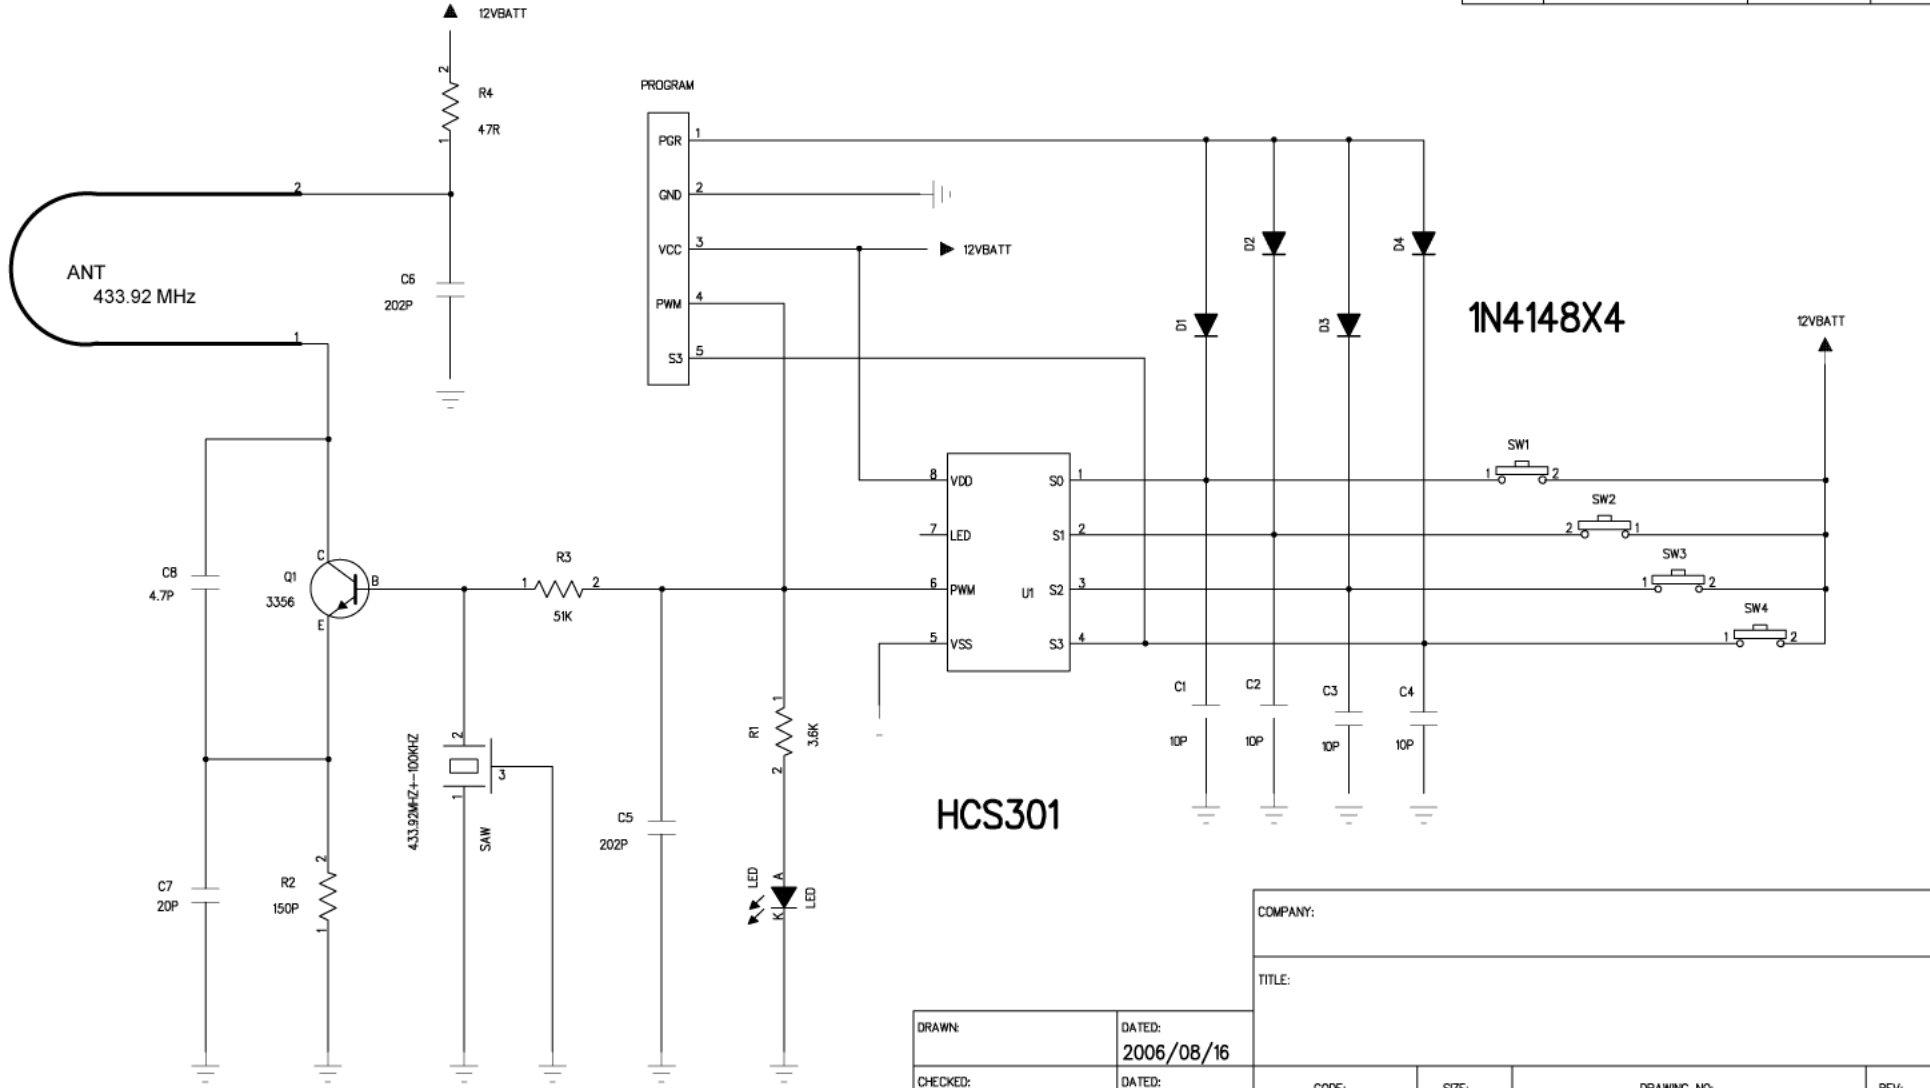 12VBATT
2
R4
47R
1
PROGRAM
PGR 1
GND 2
VCC 3
12VBATT
PWM 4
S3 5
2
ANT
433.92 MHz
1
C6
202P
D2
D4
D1
D3
1N4148X4
12VBATT
SW1
1 2
SW2
2 1
SW3
1 2
SW4
1 2
8 VDD S0 1
7 LED S1 2
6 PWM U1 S2 3
5 VSS S3 4
C8
4.7P
Q1
3356
C
B
E
R3
1 2
51K
C1
10P
C2
10P
C3
10P
C4
10P
R1
1
2
3.6K
433.92MHZ+-100KHZ
2
3
1
SAW
C5
202P
HCS301
C7
20P
R2
150P
2
1
LED
A
K
LED
COMPANY:
TITLE:
DRAWN:
DATED:
2006/08/16
CHECKED:
DATED:
CODE:
SIZE:
DRAWING NO:
REV: